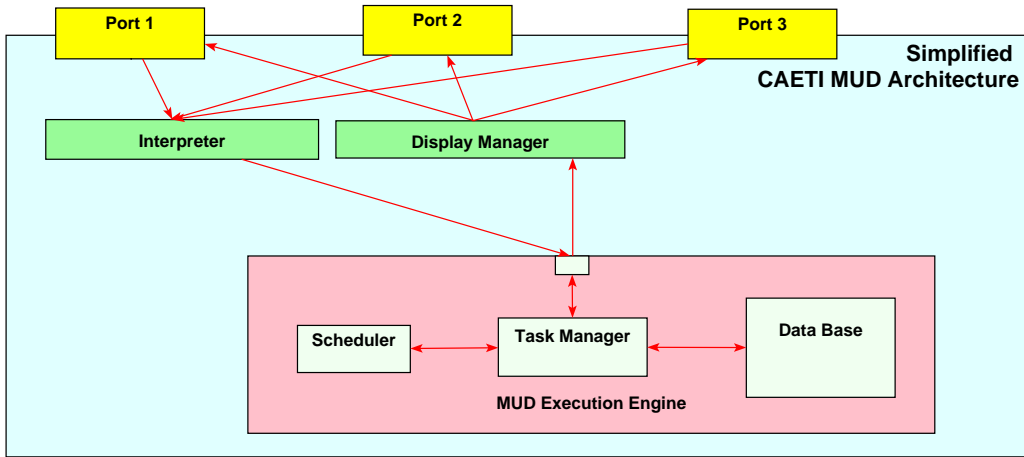 Port 1
Port 2
Port 3
Simplified
CAETI MUD Architecture
Interpreter
Display Manager
Scheduler
Task Manager
Data Base
MUD Execution Engine